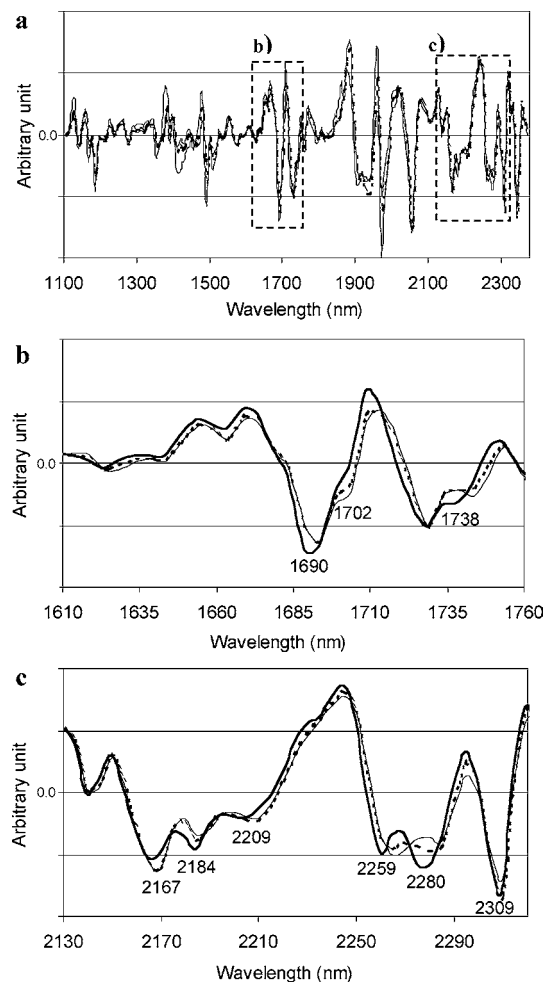 a
b)
c)
Arbitrary unit
0.0
1100 1300 1500 1700 1900 2100 2300
Wavelength (nm)
b
Arbitrary unit
0.0
1702
1738
1690
1610 1635 1660 1685 1710 1735 1760
Wavelength (nm)
c
Arbitrary unit
0.0
2209
2184
2259
2167
2280
2309
2130 2170 2210 2250 2290
Wavelength (nm)